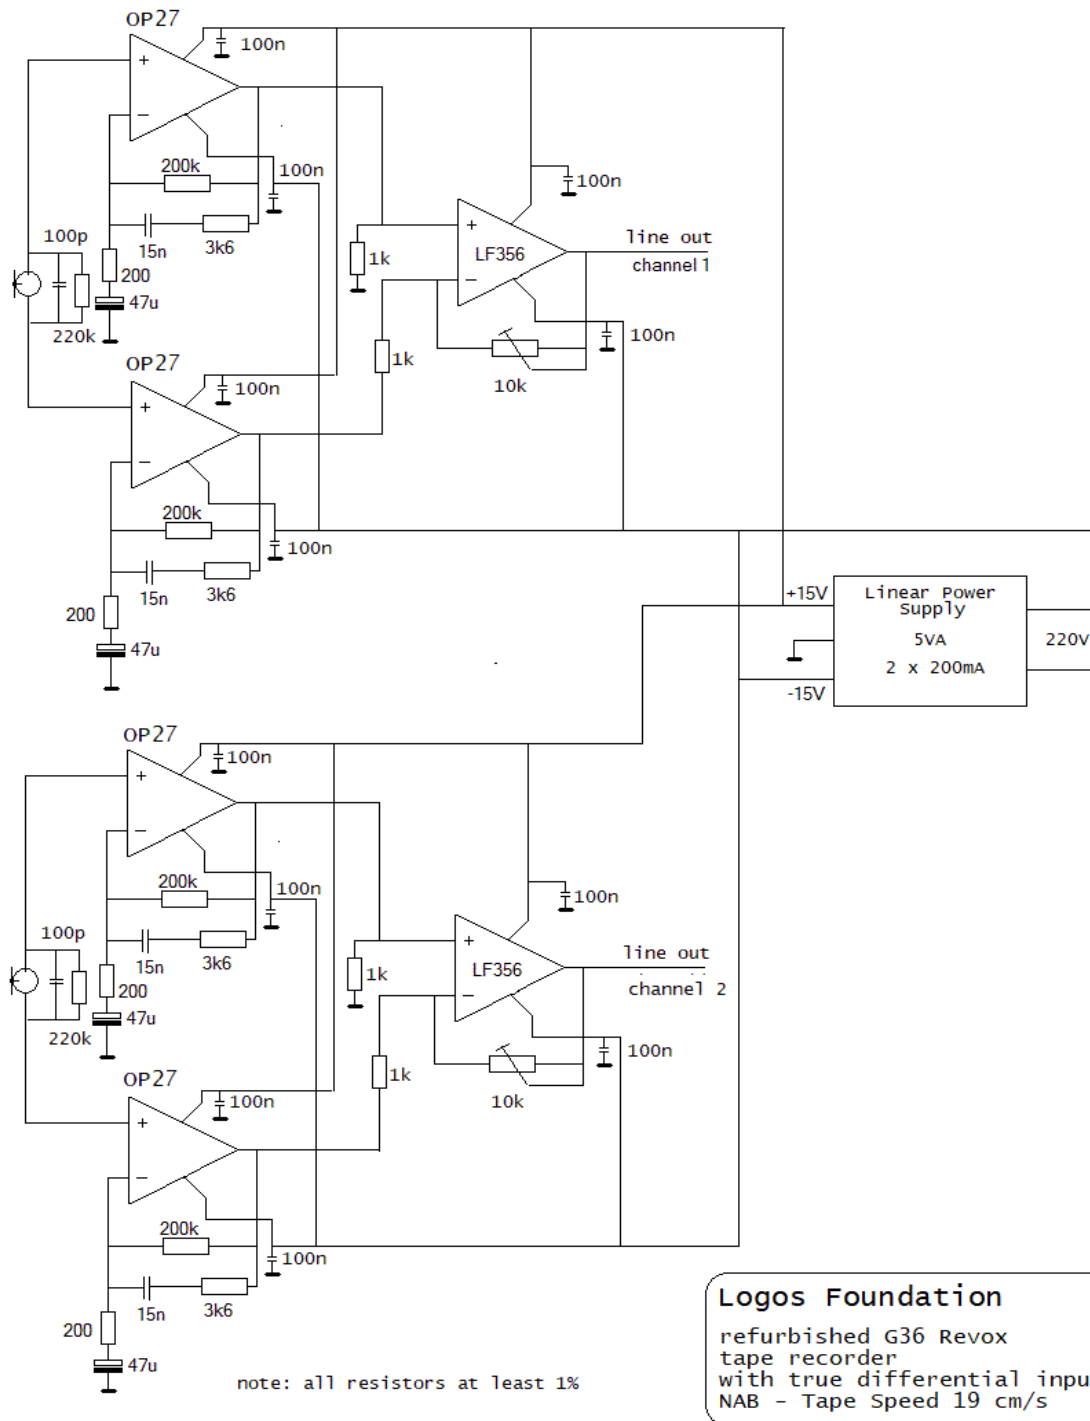 OP27
100n
200k
100n
100n
15n
3k6
100p
200
47u
220k
1k
LF356
line out
channel 1
100n
1k
10k
OP27
100n
200k
100n
15n
3k6
200
47u
+15V
Linear Power
Supply
5VA
2 x 200mA
220V
-15V
OP27
100n
200k
100n
100n
15n
3k6
100p
200
47u
220k
1k
LF356
line out
channel 2
100n
1k
10k
OP27
100n
200k
100n
15n
3k6
200
47u
note: all resistors at least 1%
Logos Foundation
refurbished G36 Revox
tape recorder
with true differential inpu
NAB - Tape Speed 19 cm/s